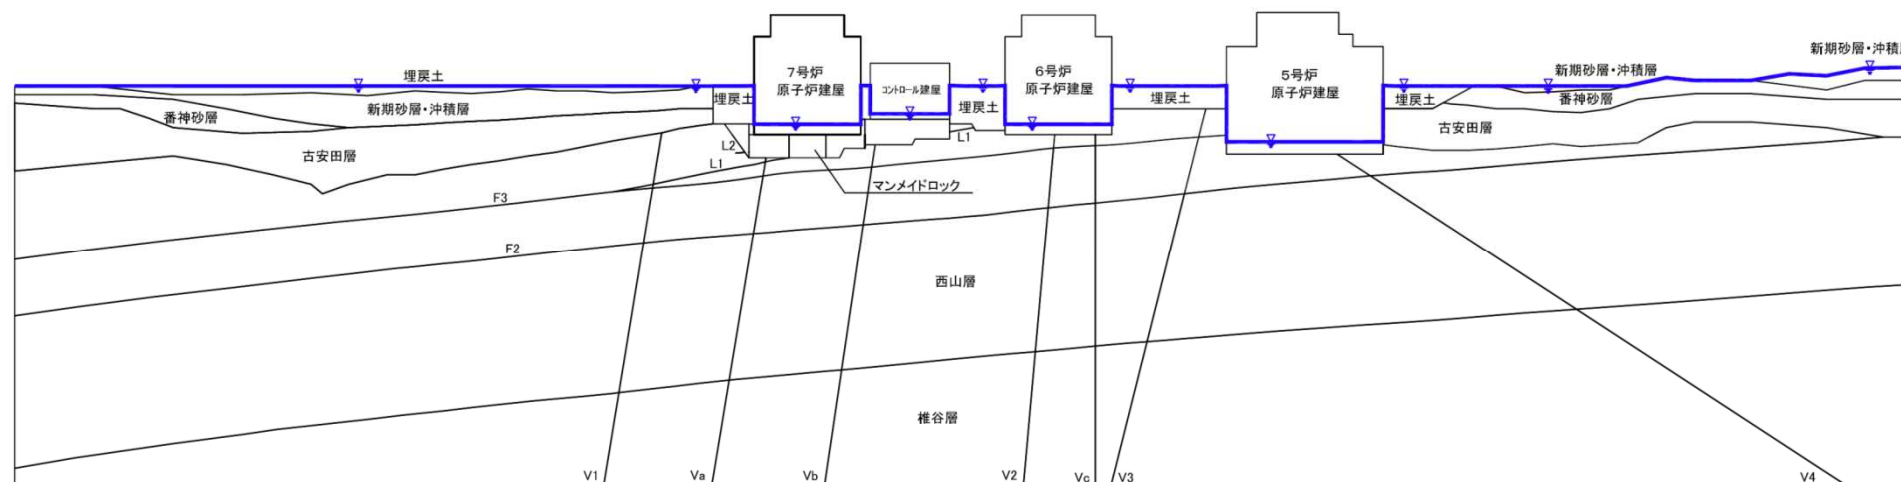 新期砂層・沖積
7号炉
原子炉建屋
6号炉
原子炉建屋
5号炉
原子炉建屋
埋戻土
新期砂層・沖積層
コントロール建屋
埋戻土
埋戻土
埋戻土
埋戻土
番神砂層
新期砂層・沖積層
番神砂層
古安田層
古安田層
L2
L1
L1
マンメイドロック
F3
F2
西山層
椎谷層
V1
Va
Vb
V2
Vc
V3
V4